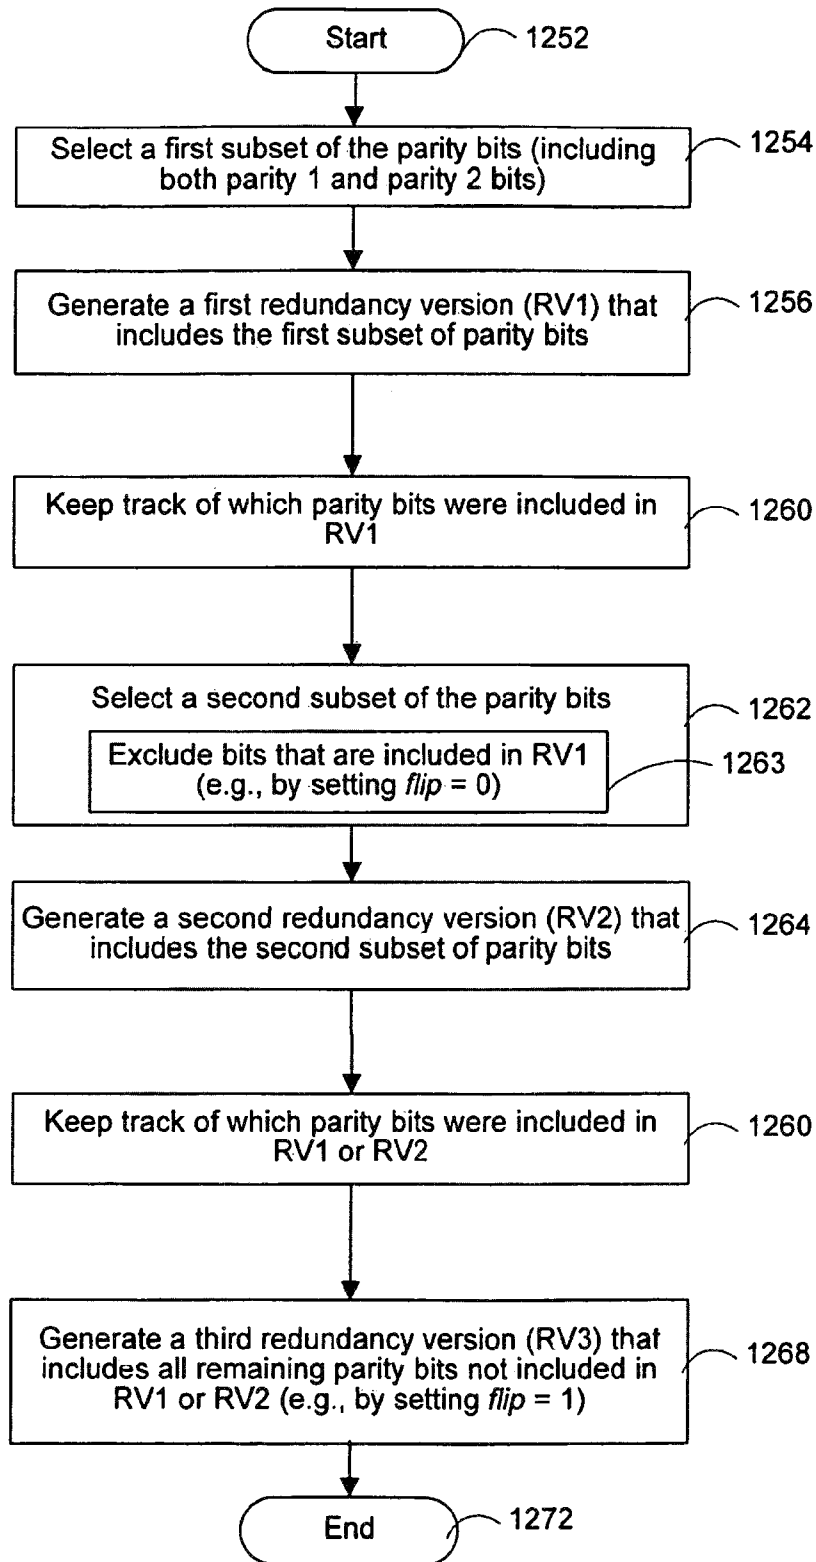 Start
1252
Select a first subset of the parity bits (including
both parity 1 and parity 2 bits)
1254
Generate a first redundancy version (RV1) that
includes the first subset of parity bits
1256
Keep track of which parity bits were included in
RV1
1260
Select a second subset of the parity bits
1262
Exclude bits that are included in RV1
(e.g., by setting flip = 0)
1263
Generate a second redundancy version (RV2) that
includes the second subset of parity bits
1264
Keep track of which parity bits were included in
RV1 or RV2
1260
Generate a third redundancy version (RV3) that
includes all remaining parity bits not included in
RV1 or RV2 (e.g., by setting flip = 1)
1268
End
1272